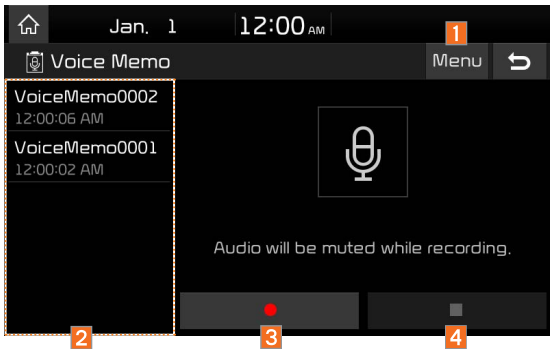 Jan. 1 12:00 AM
1
Voice Memo Menu
VoiceMemo0002
12:00:06 AM
VoiceMemo0001
12:00:02 AM
Audio will be muted while recording.
2 3 4